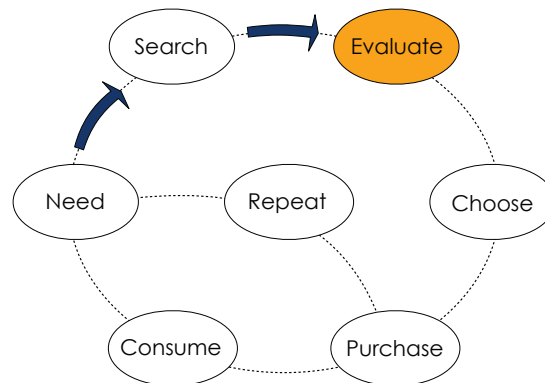 Search
Evaluate
Need
Repeat
Choose
Consume
Purchase